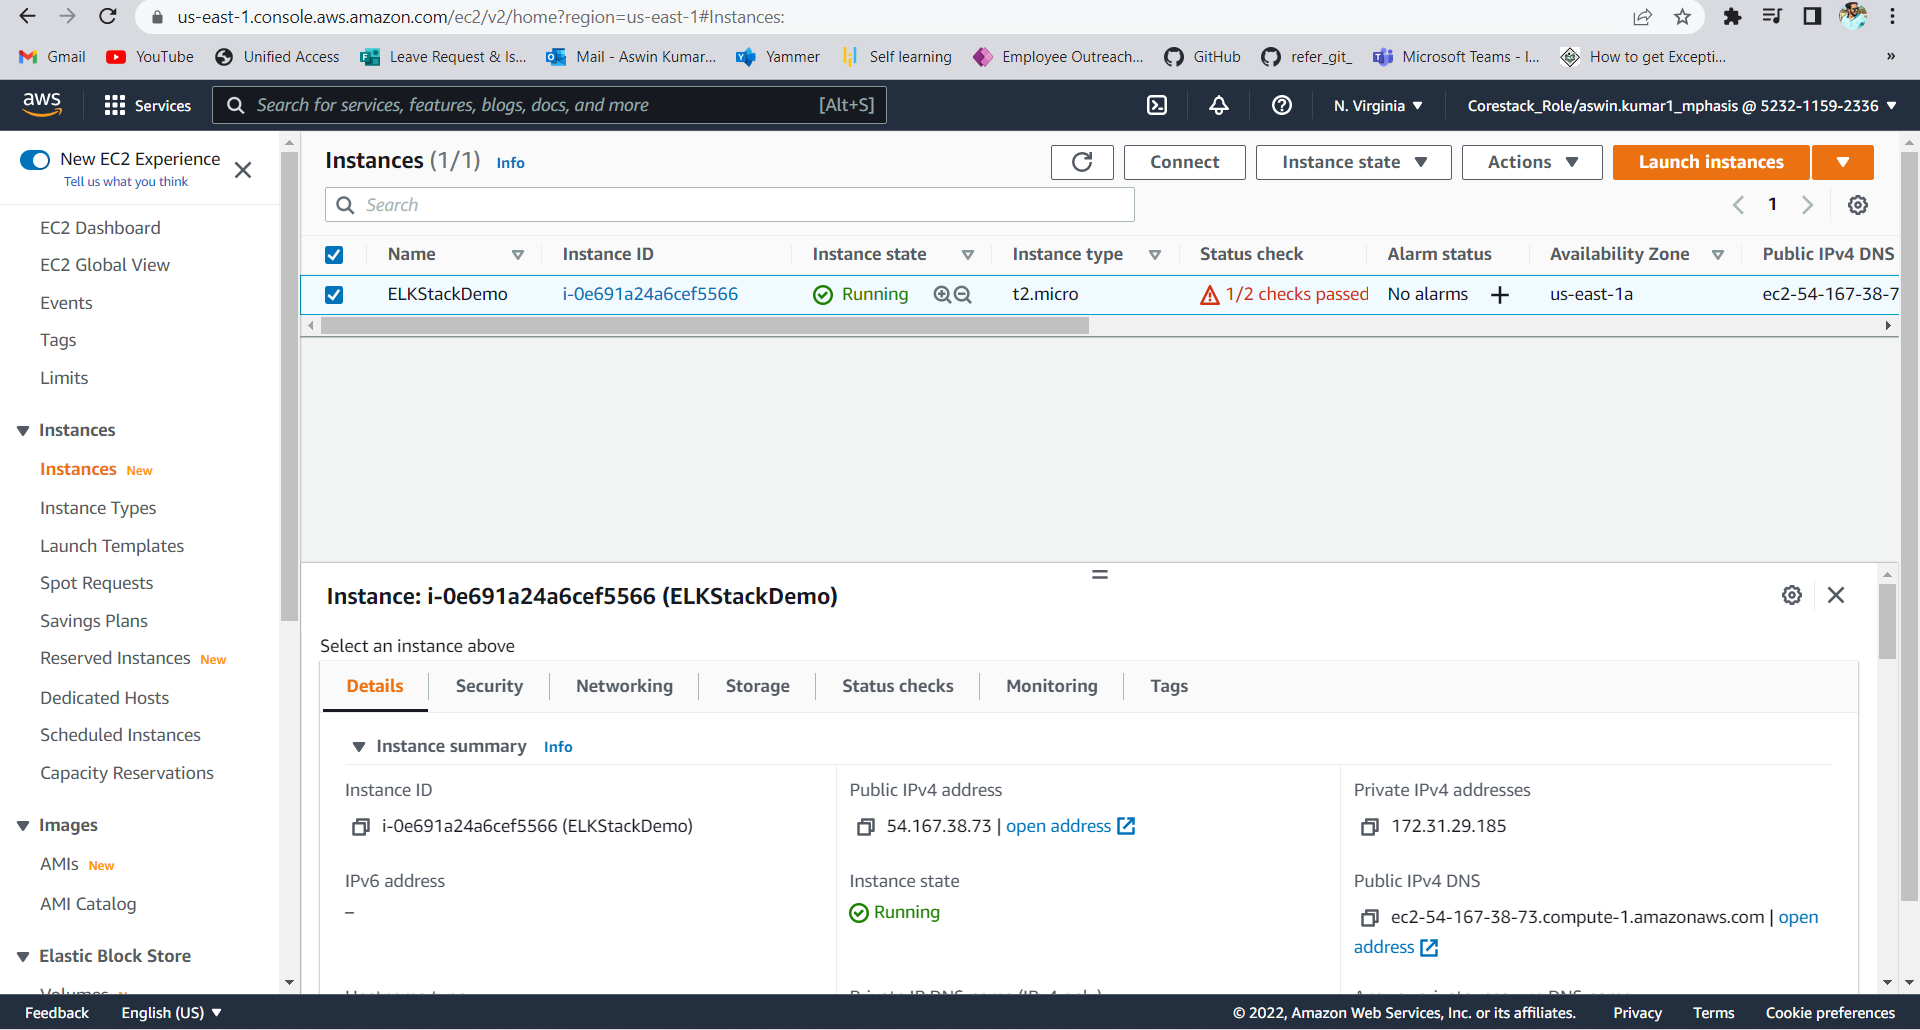 us-east-1.console.aws.amazon.com/ec2/v2/home?region=us-east-1#Instances:
Gmail YouTube Unified Access Leave Request & Is... Mail - Aswin Kumar... Yammer Self learning Employee Outreach... GitHub refer_git_ Microsoft Teams - I... How to get Excepti... »
aws Services Search for services, features, blogs, docs, and more [Alt+S] N. Virginia Corestack_Role/aswin.kumar1_mphasis @ 5232-1159-2336
New EC2 Experience
Tell us what you think
EC2 Dashboard
EC2 Global View
Events
Tags
Limits
Instances
Instances New
Instance Types
Launch Templates
Spot Requests
Savings Plans
Reserved Instances New
Dedicated Hosts
Scheduled Instances
Capacity Reservations
Images
AMIs New
AMI Catalog
Elastic Block Store
Instances (1/1) Info Connect Instance state Actions Launch instances
Search 1
Name Instance ID Instance state Instance type Status check Alarm status Availability Zone Public IPv4 DNS
ELKStackDemo i-0e691a24a6cef5566 Running t2.micro 1/2 checks passed No alarms us-east-1a ec2-54-167-38-7
Instance: i-0e691a24a6cef5566 (ELKStackDemo)
Select an instance above
Details Security Networking Storage Status checks Monitoring Tags
Instance summary Info
Instance ID Public IPv4 address Private IPv4 addresses
i-0e691a24a6cef5566 (ELKStackDemo) 54.167.38.73 | open address 172.31.29.185
IPv6 address Instance state Public IPv4 DNS
– Running ec2-54-167-38-73.compute-1.amazonaws.com | open
address
Feedback English (US) © 2022, Amazon Web Services, Inc. or its affiliates. Privacy Terms Cookie preferences